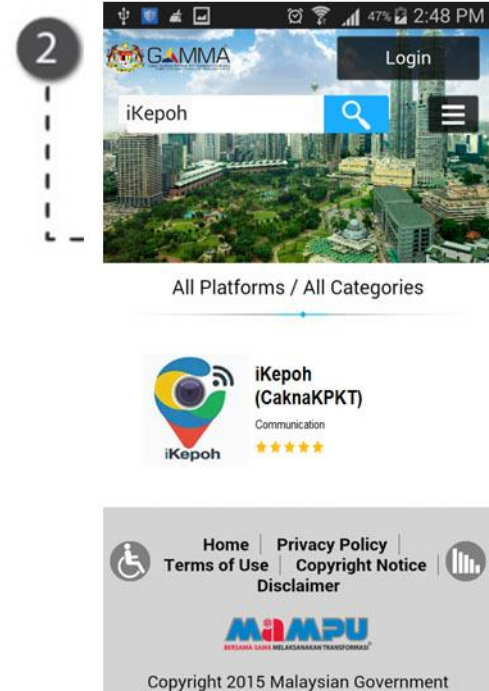 2
47% 2:48 PM
GAMMA
Login
iKepoh
All Platforms / All Categories
iKepoh
(CaknaKPKT)
Communication
iKepoh
Home | Privacy Policy |
Terms of Use | Copyright Notice |
Disclaimer
MAMPU
BERSAMA-SAMA MELAKSANAKAN TRANSFORMASI
Copyright 2015 Malaysian Government